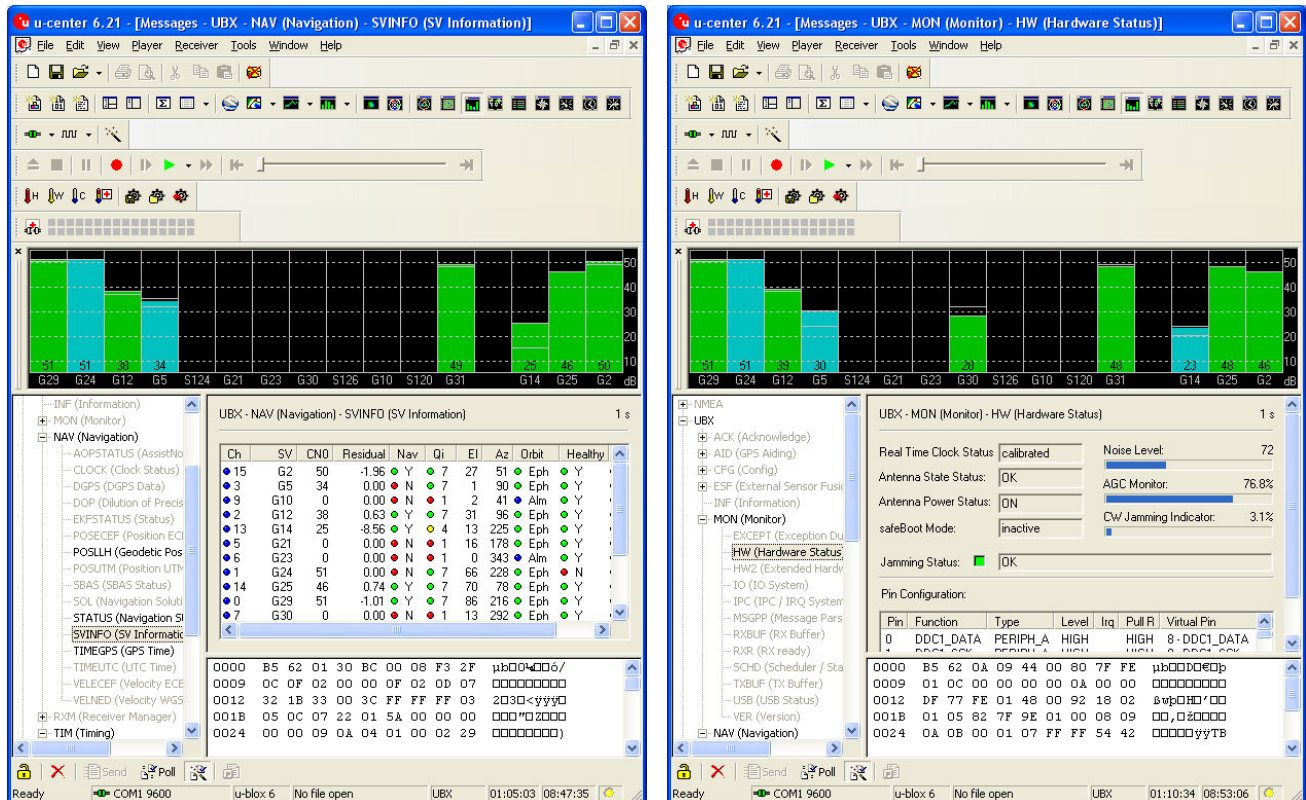 u-center 6.21 - [Messages - UBX - NAV (Navigation) - SVINFO (SV Information)]
File Edit View Player Receiver Tools Window Help
H W C
50
40
30
20
10
51 51 38 34 49 25 46 50
G29 G24 G12 G5 S124 G21 G23 G30 S126 G10 S120 G31 G14 G25 G2 dB
INF (Information)
MON (Monitor)
NAV (Navigation)
AOPSTATUS (AssistNo
CLOCK (Clock Status)
DGPS (DGPS Data)
DOP (Dilution of Precis
EKFSTATUS (Status)
POSECEF (Position ECI
POSLLH (Geodetic Pos
POSUTM (Position UTM
SBAS (SBAS Status)
SOL (Navigation Soluti
STATUS (Navigation St
SVINFO (SV Informatic
TIMEGPS (GPS Time)
TIMEUTC (UTC Time)
VELECEF (Velocity ECE
VELNED (Velocity WGS
RXM (Receiver Manager)
TIM (Timing)
UBX - NAV (Navigation) - SVINFO (SV Information) 1 s
Ch SV CN0 Residual Nav Qi El Az Orbit Healthy
15 G2 50 -1.96 Y 7 27 51 Eph Y
3 G5 34 0.00 N 7 1 90 Eph Y
9 G10 0 0.00 N 1 2 41 Alm Y
2 G12 38 0.63 Y 7 31 96 Eph Y
13 G14 25 -8.56 Y 4 13 225 Eph Y
5 G21 0 0.00 N 1 16 178 Eph Y
6 G23 0 0.00 N 1 0 343 Alm Y
1 G24 51 0.00 N 7 66 228 Eph N
14 G25 46 0.74 Y 7 70 78 Eph Y
0 G29 51 -1.01 Y 7 86 216 Eph Y
7 G30 0 0.00 N 1 13 292 Eph Y
0000 B5 62 01 30 BC 00 08 F3 2F µb□□¼□□ó/
0009 0C 0F 02 00 00 0F 02 0D 07 □□□□□□□□□
0012 32 1B 33 00 3C FF FF FF 03 2□3□<ÿÿÿ□
001B 05 0C 07 22 01 5A 00 00 00 □□□"□Z□□□
0024 00 00 09 0A 04 01 00 02 29 □□□□□□□□)
Send Poll
Ready COM1 9600 u-blox 6 No file open UBX 01:05:03 08:47:35
u-center 6.21 - [Messages - UBX - MON (Monitor) - HW (Hardware Status)]
File Edit View Player Receiver Tools Window Help
H W C
50
40
30
20
10
51 51 39 30 28 48 23 48 46
G29 G24 G12 G5 S124 G21 G23 G30 S126 G10 S120 G31 G14 G25 G2 dB
NMEA
UBX
ACK (Acknowledge)
AID (GPS Aiding)
CFG (Config)
ESF (External Sensor Fusio
INF (Information)
MON (Monitor)
EXCEPT (Exception Du
HW (Hardware Status
HW2 (Extended Hardw
IO (IO System)
IPC (IPC / IRQ System
MSGPP (Message Pars
RXBUF (RX Buffer)
RXR (RX ready)
SCHD (Scheduler / Sta
TXBUF (TX Buffer)
USB (USB Status)
VER (Version)
NAV (Navigation)
UBX - MON (Monitor) - HW (Hardware Status) 1 s
Real Time Clock Status calibrated
Antenna State Status: OK
Antenna Power Status: ON
safeBoot Mode: inactive
Noise Level: 72
AGC Monitor: 76.8%
CW Jamming Indicator: 3.1%
Jamming Status: OK
Pin Configuration:
Pin Function Type Level Irq Pull R Virtual Pin
0 DDC1_DATA PERIPH_A HIGH HIGH 8 - DDC1_DATA
0000 B5 62 0A 09 44 00 80 7F FE µb□□D□€□þ
0009 01 0C 00 00 00 00 0A 00 00 □□□□□□□□□
0012 DF 77 FE 01 48 00 92 18 02 ßwþ□H□'□□
001B 01 05 82 7F 9E 01 00 08 09 □□‚□ž□□□□
0024 0A 0B 00 01 07 FF FF 54 42 □□□□□ÿÿTB
Send Poll
Ready COM1 9600 u-blox 6 No file open UBX 01:10:34 08:53:06